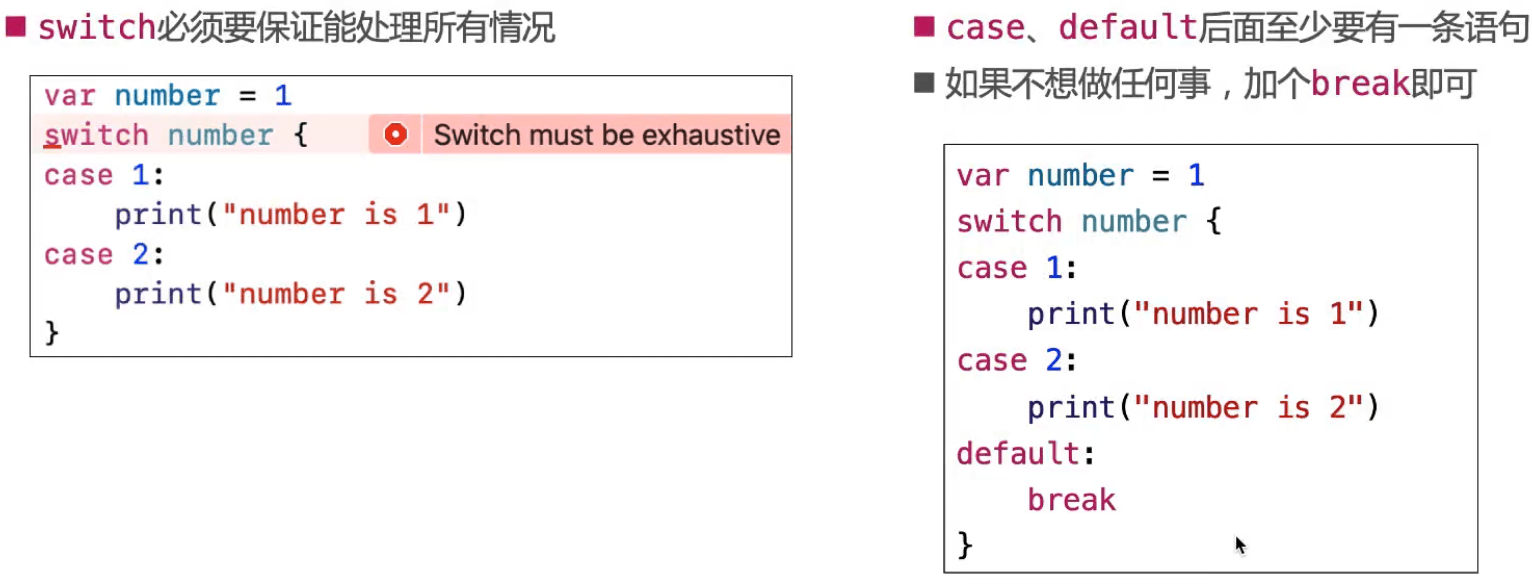 switch必须要保证能处理所有情况
var number = 1
switch number {
Switch must be exhaustive
case 1:
    print("number is 1")
case 2:
    print("number is 2")
}
case、default后面至少要有一条语句
如果不想做任何事，加个break即可
var number = 1
switch number {
case 1:
    print("number is 1")
case 2:
    print("number is 2")
default:
    break
}